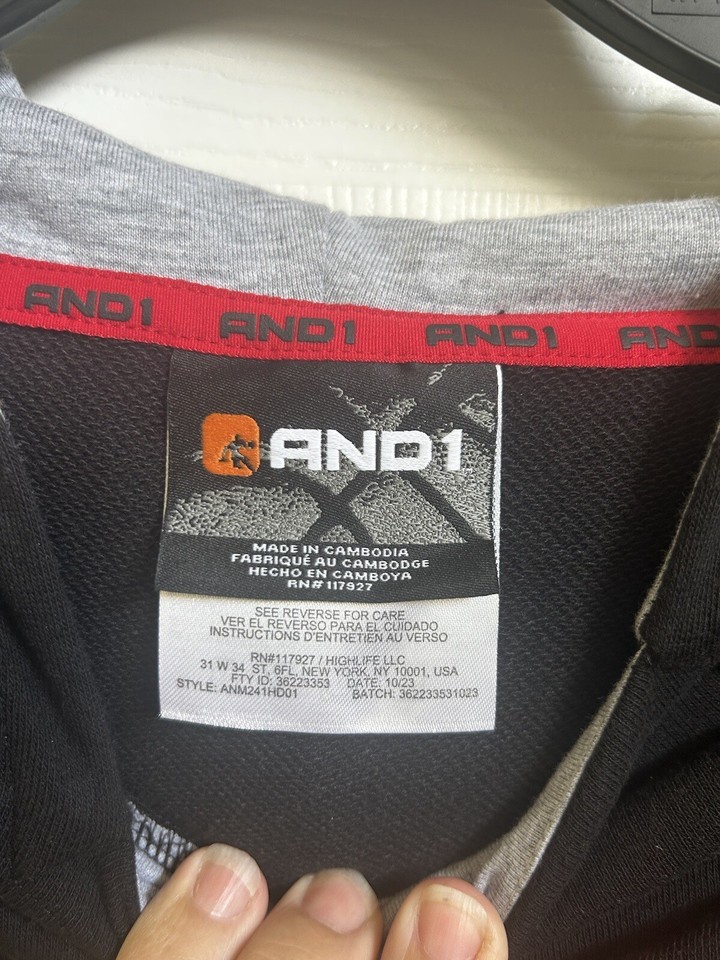 AND1 AND1 AND1 AND
AND1
MADE IN CAMBODIA
FABRIQUÉ AU CAMBODGE
HECHO EN CAMBOYA
RN# 117927
SEE REVERSE FOR CARE
VER EL REVERSO PARA EL CUIDADO
INSTRUCTIONS D'ENTRETIEN AU VERSO
RN#117927 / HIGHLIFE LLC
31 W 34. ST, 6FL, NEW YORK, NY 10001, USA
FTY ID: 36223353 DATE: 10/23
STYLE: ANM241HD01 BATCH: 362233531023